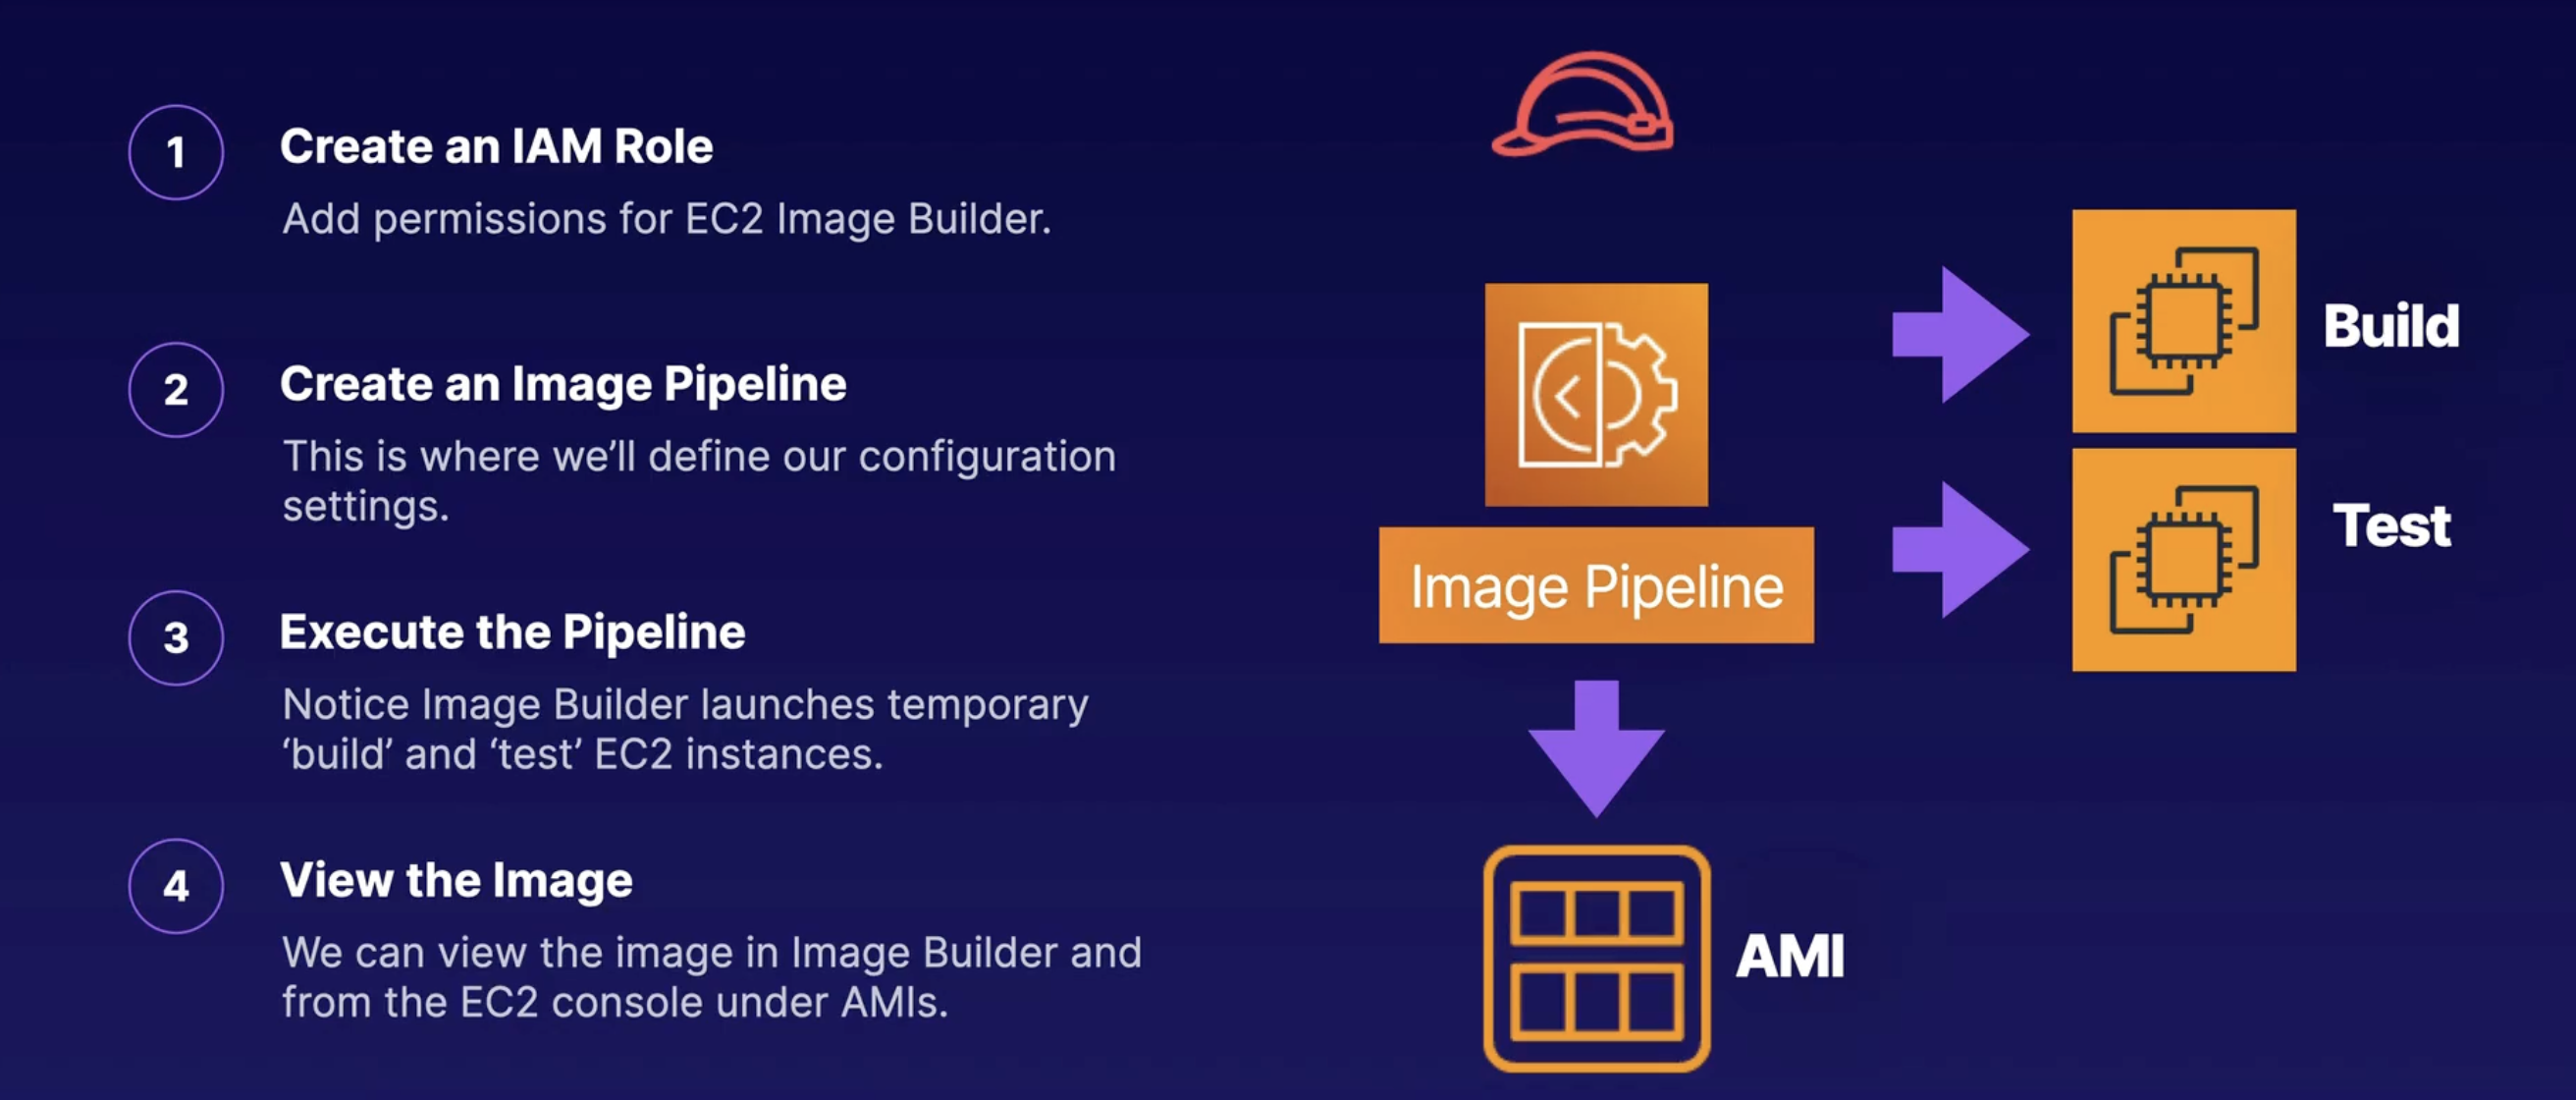 1
Create an IAM Role
Add permissions for EC2 Image Builder.
2
Create an Image Pipeline
This is where we’ll define our configuration
settings.
3
Execute the Pipeline
Notice Image Builder launches temporary
‘build’ and ‘test’ EC2 instances.
4
View the Image
We can view the image in Image Builder and
from the EC2 console under AMIs.
Image Pipeline
Build
Test
AMI